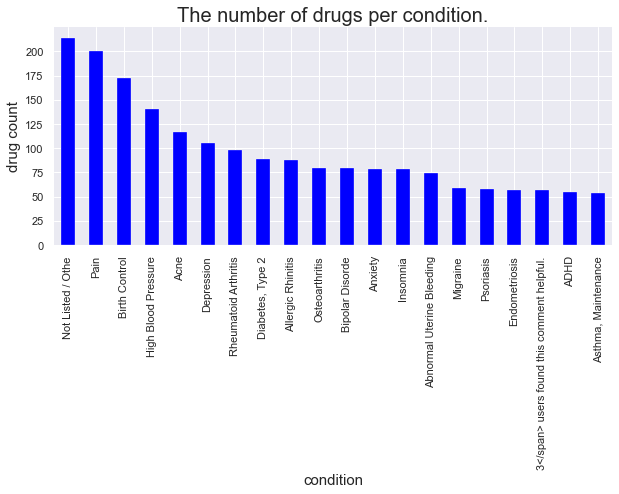 The number of drugs per condition.
drug count
200
175
150
125
100
75
50
25
0
Not Listed / Othe
Pain
Birth Control
High Blood Pressure
Acne
Depression
Rheumatoid Arthritis
Diabetes, Type 2
Allergic Rhinitis
Osteoarthritis
Bipolar Disorde
Anxiety
Insomnia
Abnormal Uterine Bleeding
Migraine
Psoriasis
Endometriosis
3</span> users found this comment helpful.
ADHD
Asthma, Maintenance
condition